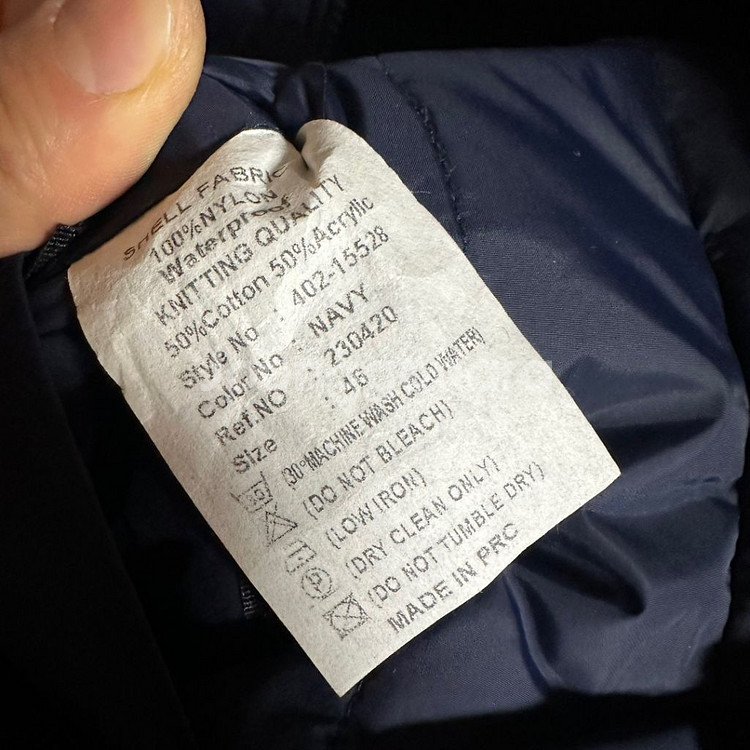 SHELL FABRIC
100%NYLON
Waterproof
KNITTING QUALITY
50%Cotton 50%Acrylic
Style No : 402-15528
Color No : NAVY
Ref.NO : 230420
Size : 46
(30°MACHINE WASH COLD WATER)
(DO NOT BLEACH)
(LOW IRON)
(DRY CLEAN ONLY)
(DO NOT TUMBLE DRY)
MADE IN PRC